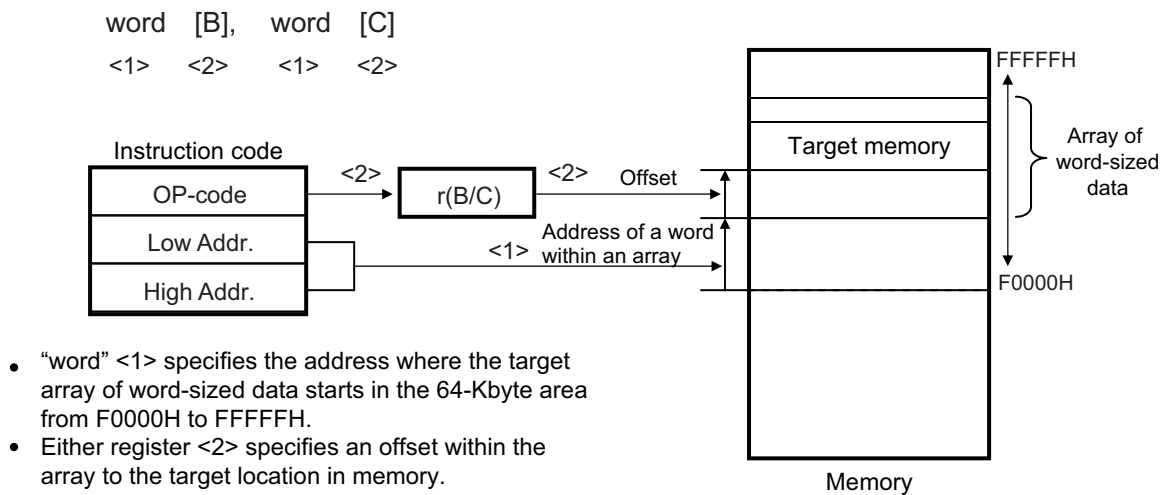 word [B], word [C]
<1> <2> <1> <2>
FFFFFH
Target memory
Array of
word-sized
data
Instruction code
OP-code
<2>
r(B/C)
<2>
Offset
Low Addr.
<1>
Address of a word
within an array
High Addr.
F0000H
• “word” <1> specifies the address where the target
array of word-sized data starts in the 64-Kbyte area
from F0000H to FFFFFH.
• Either register <2> specifies an offset within the
array to the target location in memory.
Memory